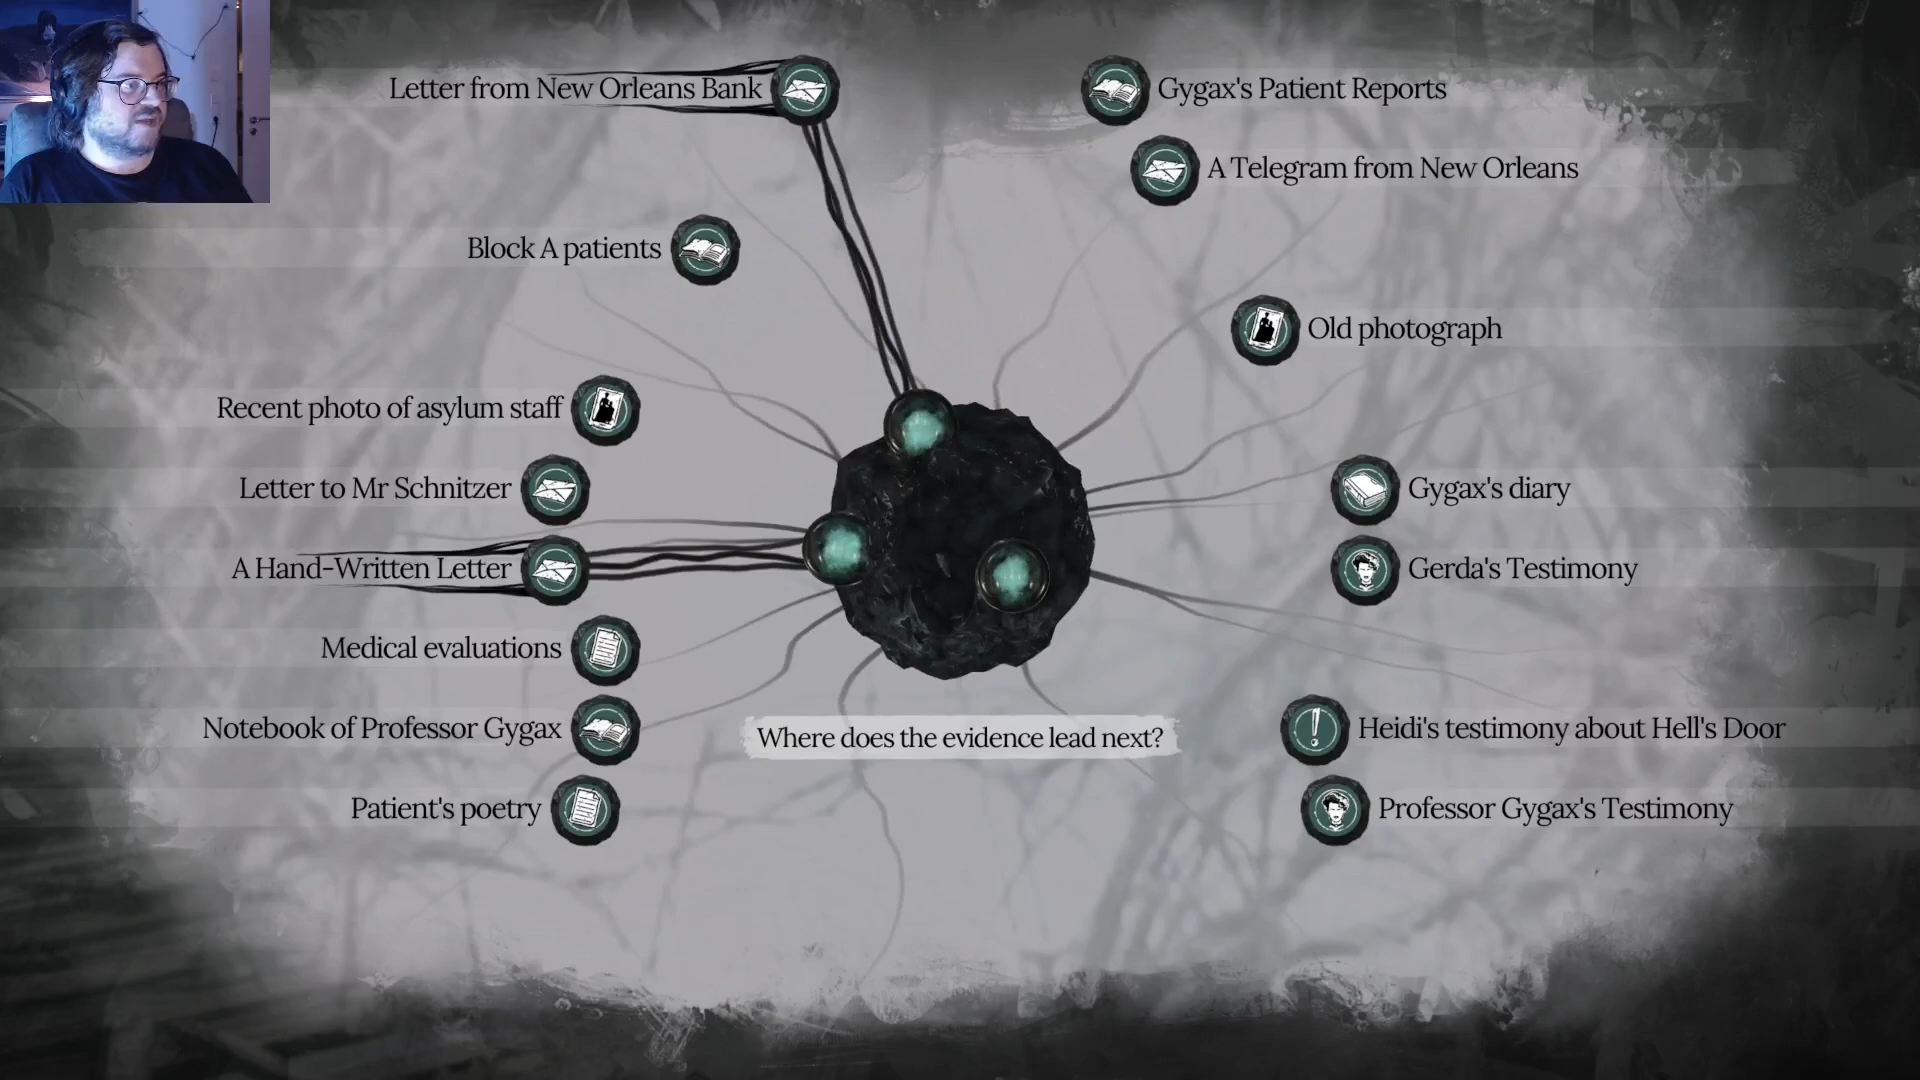 Letter from New Orleans Bank
Gygax's Patient Reports
A Telegram from New Orleans
Block A patients
Old photograph
Recent photo of asylum staff
Letter to Mr Schnitzer
Gygax's diary
A Hand-Written Letter
Gerda's Testimony
Medical evaluations
Notebook of Professor Gygax
Where does the evidence lead next?
Heidi's testimony about Hell's Door
Patient's poetry
Professor Gygax's Testimony